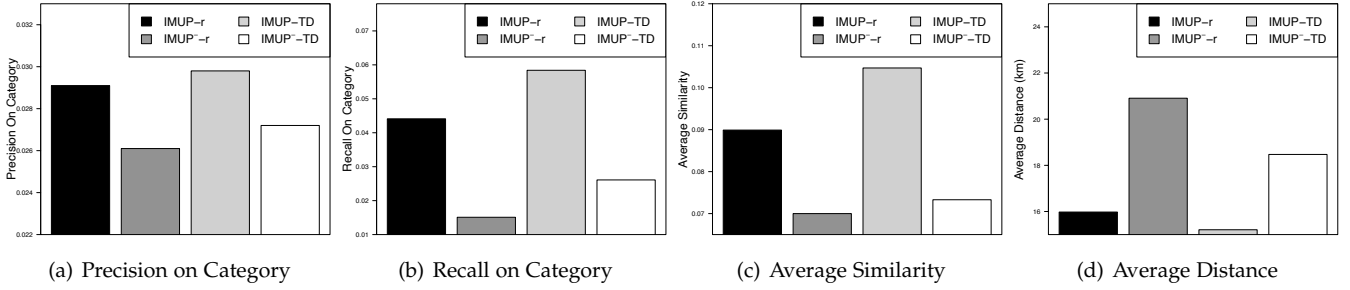 IMUP-r
IMUP⁻-r
IMUP-TD
IMUP⁻-TD
Precision On Category
0.032
0.030
0.028
0.026
0.024
0.022
(a) Precision on Category
IMUP-r
IMUP⁻-r
IMUP-TD
IMUP⁻-TD
Recall On Category
0.07
0.06
0.05
0.04
0.03
0.02
0.01
(b) Recall on Category
IMUP-r
IMUP⁻-r
IMUP-TD
IMUP⁻-TD
Average Similarity
0.12
0.11
0.10
0.09
0.08
0.07
(c) Average Similarity
IMUP-r
IMUP⁻-r
IMUP-TD
IMUP⁻-TD
Average Distance (km)
24
22
20
18
16
(d) Average Distance